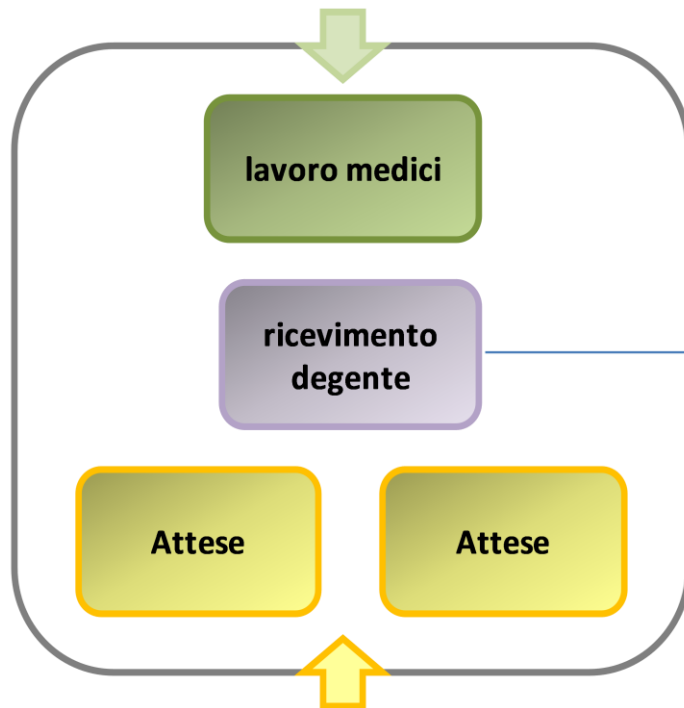 lavoro medici
ricevimento
degente
Attese
Attese